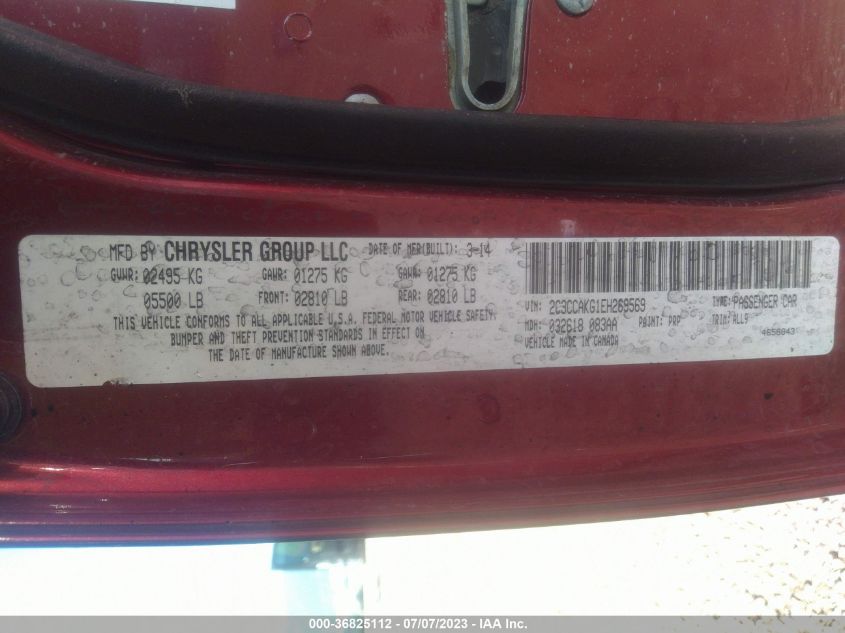 MFD BY CHRYSLER GROUP LLC DATE OF MFR(BUILT): 3-14
GVWR: 02495 KG GAWR: 01275 KG GAWR: 01275 KG
05500 LB FRONT: 02810 LB REAR: 02810 LB
THIS VEHICLE CONFORMS TO ALL APPLICABLE U.S.A. FEDERAL MOTOR VEHICLE SAFETY,
BUMPER AND THEFT PREVENTION STANDARDS IN EFFECT ON
THE DATE OF MANUFACTURE SHOWN ABOVE.
VIN: 2C3CCAKG1EH269569 TYPE: PASSENGER CAR
MDH: 032618 083AA PAINT: PRP TRIM: ALL9
VEHICLE MADE IN CANADA 4658043
000-36825112 - 07/07/2023 - IAA Inc.